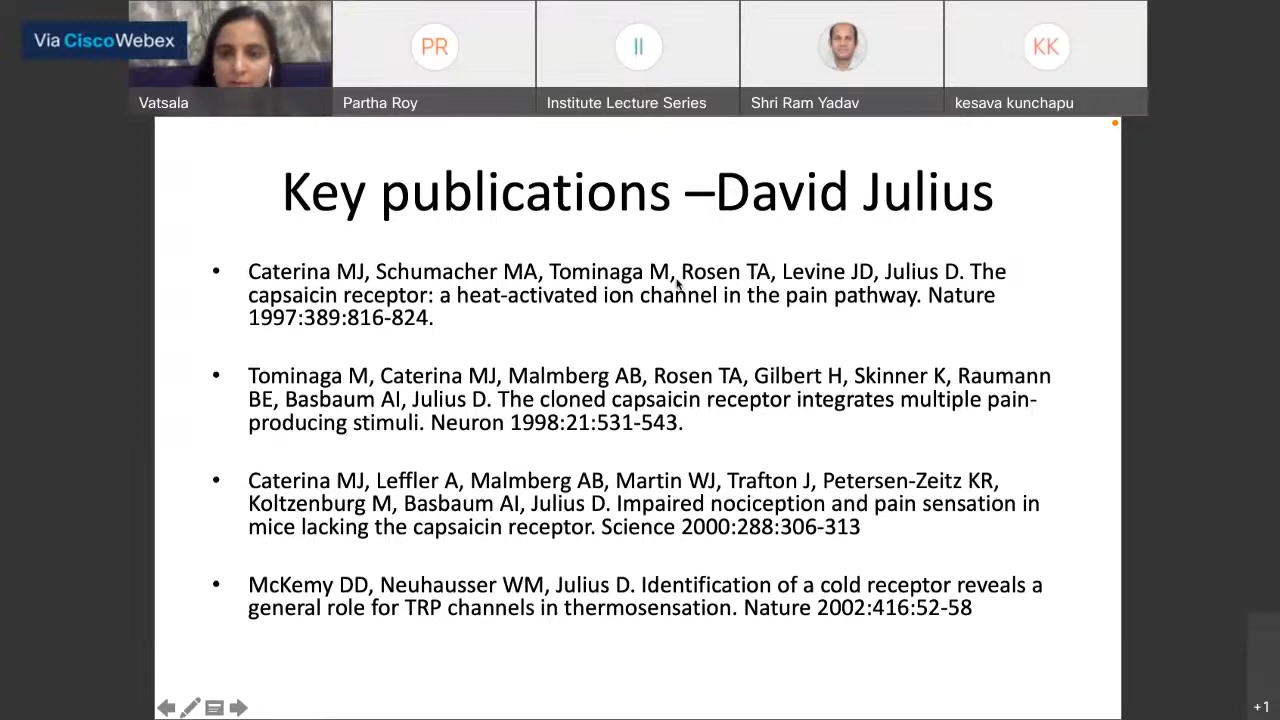 Via CiscoWebex
PR
II
KK
Vatsala
Partha Roy
Institute Lecture Series
Shri Ram Yadav
kesava kunchapu
Key publications –David Julius
• Caterina MJ, Schumacher MA, Tominaga M, Rosen TA, Levine JD, Julius D. The
capsaicin receptor: a heat-activated ion channel in the pain pathway. Nature
1997:389:816-824.
• Tominaga M, Caterina MJ, Malmberg AB, Rosen TA, Gilbert H, Skinner K, Raumann
BE, Basbaum AI, Julius D. The cloned capsaicin receptor integrates multiple pain-
producing stimuli. Neuron 1998:21:531-543.
• Caterina MJ, Leffler A, Malmberg AB, Martin WJ, Trafton J, Petersen-Zeitz KR,
Koltzenburg M, Basbaum AI, Julius D. Impaired nociception and pain sensation in
mice lacking the capsaicin receptor. Science 2000:288:306-313
• McKemy DD, Neuhausser WM, Julius D. Identification of a cold receptor reveals a
general role for TRP channels in thermosensation. Nature 2002:416:52-58
+1